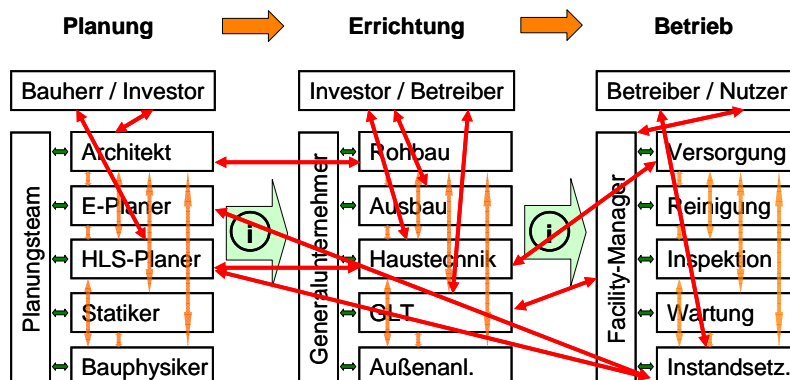 Planung
Errichtung
Betrieb
Bauherr / Investor
Investor / Betreiber
Betreiber / Nutzer
Planungsteam
Architekt
E-Planer
HLS-Planer
Statiker
Bauphysiker
i
Generalunternehmer
Rohbau
Ausbau
Haustechnik
GLT
Außenanl.
i
Facility-Manager
Versorgung
Reinigung
Inspektion
Wartung
Instandsetz.